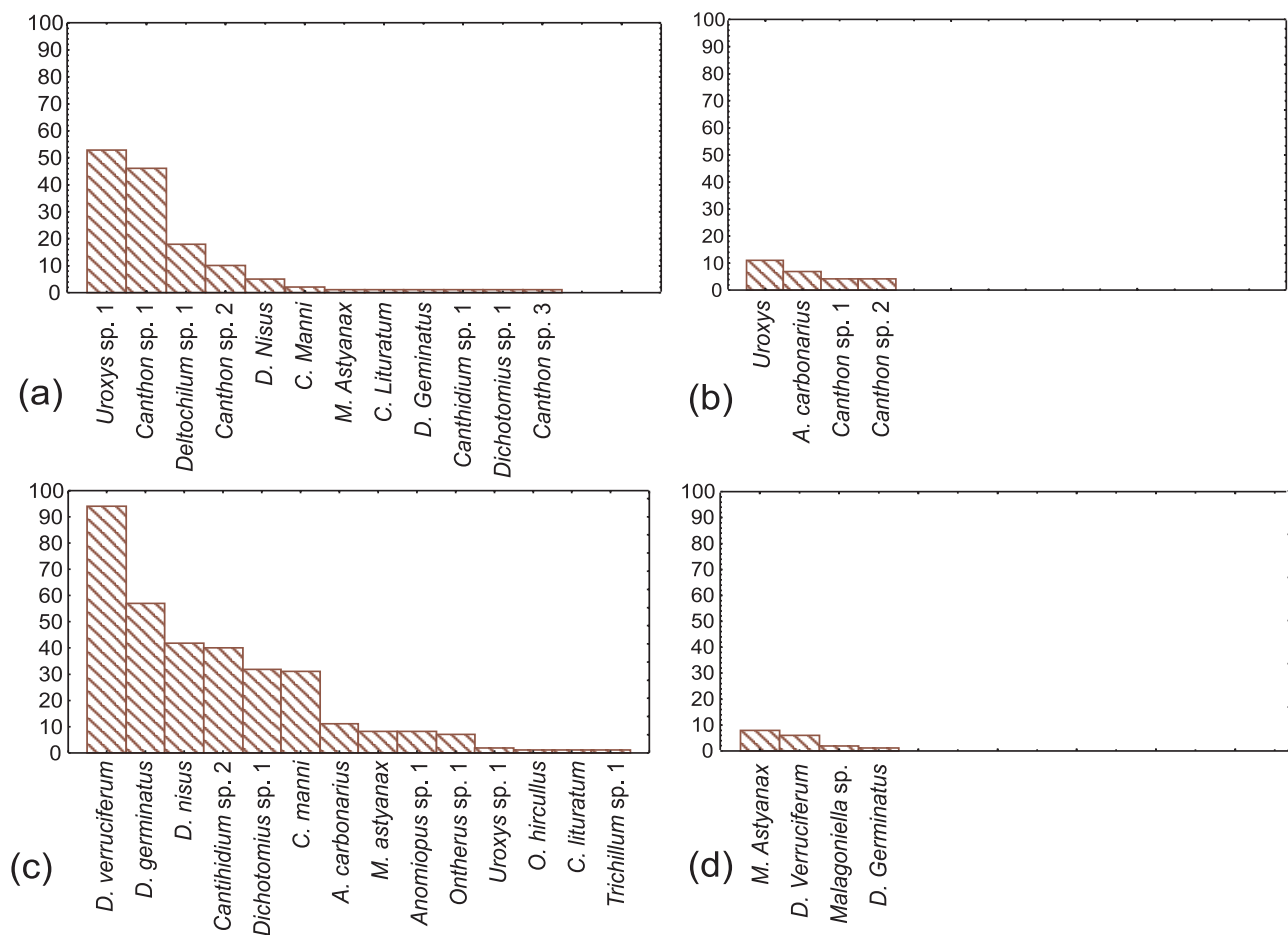 100
90
80
70
60
50
40
30
20
10
0
Uroxys sp. 1
Canthon sp. 1
Deltochilum sp. 1
Canthon sp. 2
D. Nisus
C. Manni
M. Astyanax
C. Lituratum
D. Geminatus
Canthidium sp. 1
Dichotomius sp. 1
Canthon sp. 3
(a)
100
90
80
70
60
50
40
30
20
10
0
Uroxys
A. carbonarius
Canthon sp. 1
Canthon sp. 2
(b)
100
90
80
70
60
50
40
30
20
10
0
D. verruciferum
D. germinatus
D. nisus
Cantihidium sp. 2
Dichotomius sp. 1
C. manni
A. carbonarius
M. astyanax
Anomiopus sp. 1
Ontherus sp. 1
Uroxys sp. 1
O. hircullus
C. lituratum
Trichillum sp. 1
(c)
100
90
80
70
60
50
40
30
20
10
0
M. Astyanax
D. Verruciferum
Malagoniella sp.
D. Germinatus
(d)